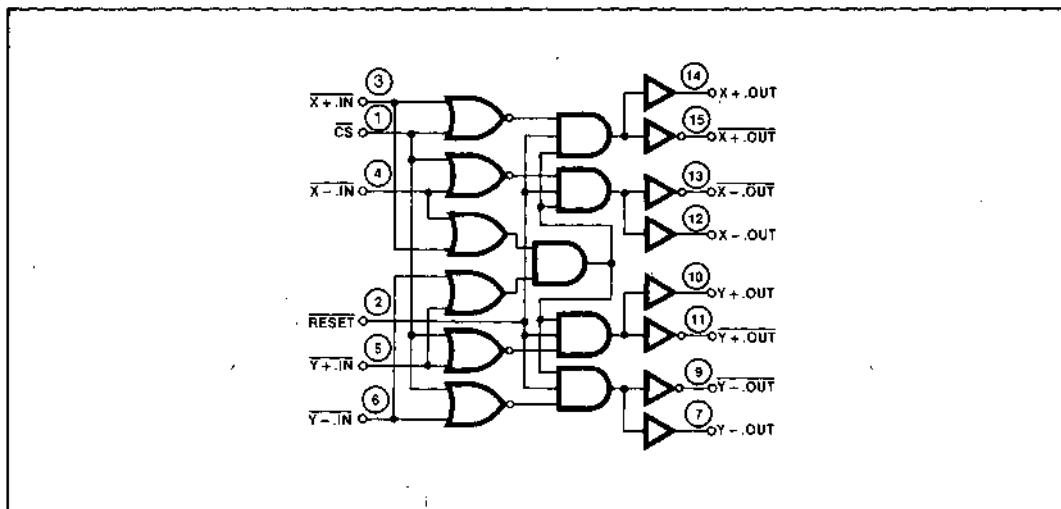 3
X+.IN
14
X+.OUT
1
CS
15
X+.OUT
4
X-.IN
13
X-.OUT
12
X-.OUT
10
Y+.OUT
2
RESET
11
Y+.OUT
5
Y+.IN
9
Y-.OUT
6
Y-.IN
7
Y-.OUT